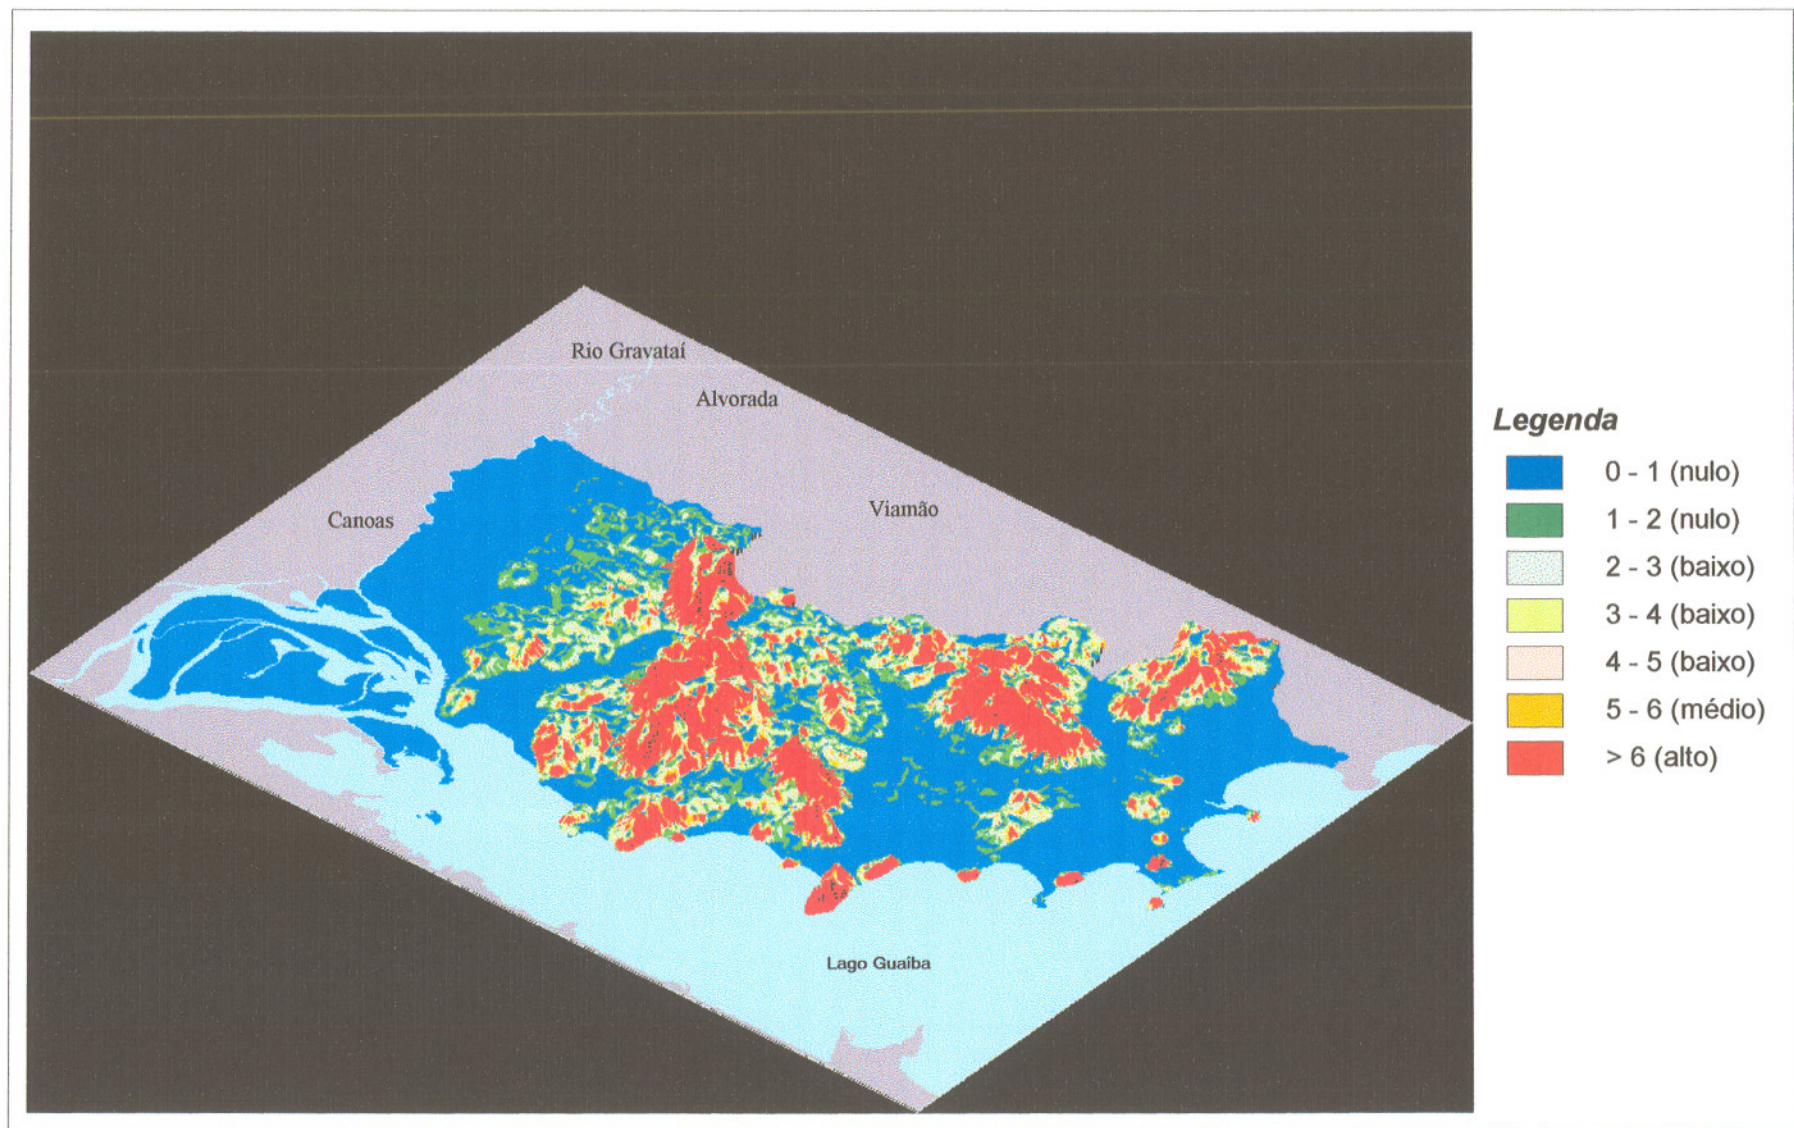 Rio Gravataí
Alvorada
Viamão
Canoas
Lago Guaíba
Legenda
0 - 1 (nulo)
1 - 2 (nulo)
2 - 3 (baixo)
3 - 4 (baixo)
4 - 5 (baixo)
5 - 6 (médio)
> 6 (alto)